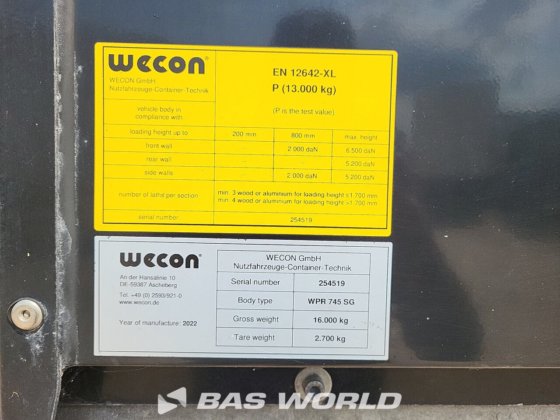 wecon®
WECON GmbH
Nutzfahrzeuge-Container-Technik
EN 12642-XL
P (13.000 kg)
vehicle body in
compliance with
(P is the test value)
loading height up to 200 mm 800 mm max. height
front wall 2.000 daN 6.500 daN
rear wall 5.200 daN
side walls 2.000 daN 5.200 daN
number of laths per section min. 3 wood or aluminium for loading height ≤1.700 mm
min. 4 wood or aluminium for loading height >1.700 mm
serial number 254519
wecon®
An der Hansalinie 10
DE-59387 Ascheberg
Tel. +49 (0) 2593/921-0
www.wecon.de
Year of manufacture: 2022
WECON GmbH
Nutzfahrzeuge-Container-Technik
Serial number 254519
Body type WPR 745 SG
Gross weight 16.000 kg
Tare weight 2.700 kg
BAS WORLD